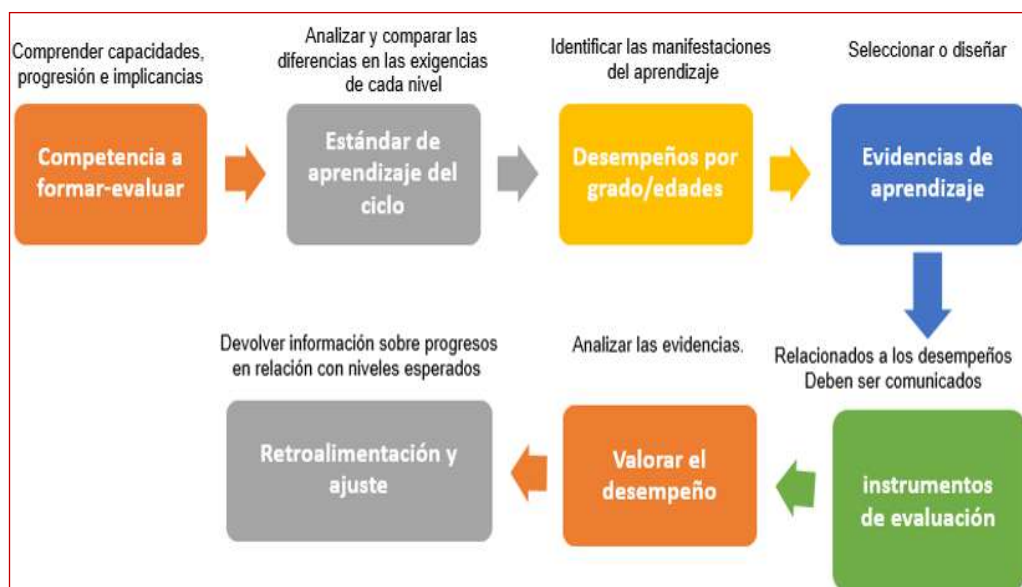 Comprender capacidades,
progresión e implicancias
Competencia a
formar-evaluar
Analizar y comparar las
diferencias en las exigencias
de cada nivel
Estándar de
aprendizaje del
ciclo
Identificar las manifestaciones
del aprendizaje
Desempeños por
grado/edades
Seleccionar o diseñar
Evidencias de
aprendizaje
Relacionados a los desempeños
Deben ser comunicados
instrumentos
de evaluación
Analizar las evidencias.
Valorar el
desempeño
Devolver información sobre progresos
en relación con niveles esperados
Retroalimentación y
ajuste